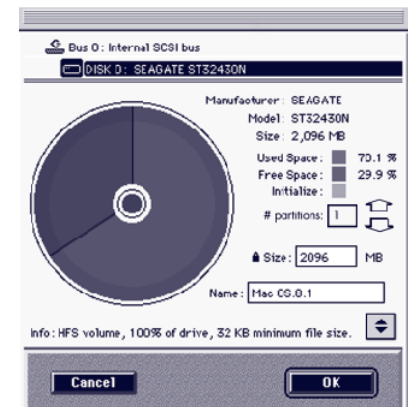 Bus 0: Internal SCSI bus
DISK 0: SEAGATE ST32430N
Manufacturer: SEAGATE
Model: ST32430N
Size: 2,096 MB
Used Space: 70.1 %
Free Space: 29.9 %
Initialize:
# partitions: 1
Size: 2096 MB
Name: Mac OS.8.1
Info: HFS volume, 100% of drive, 32 KB minimum file size.
Cancel
OK